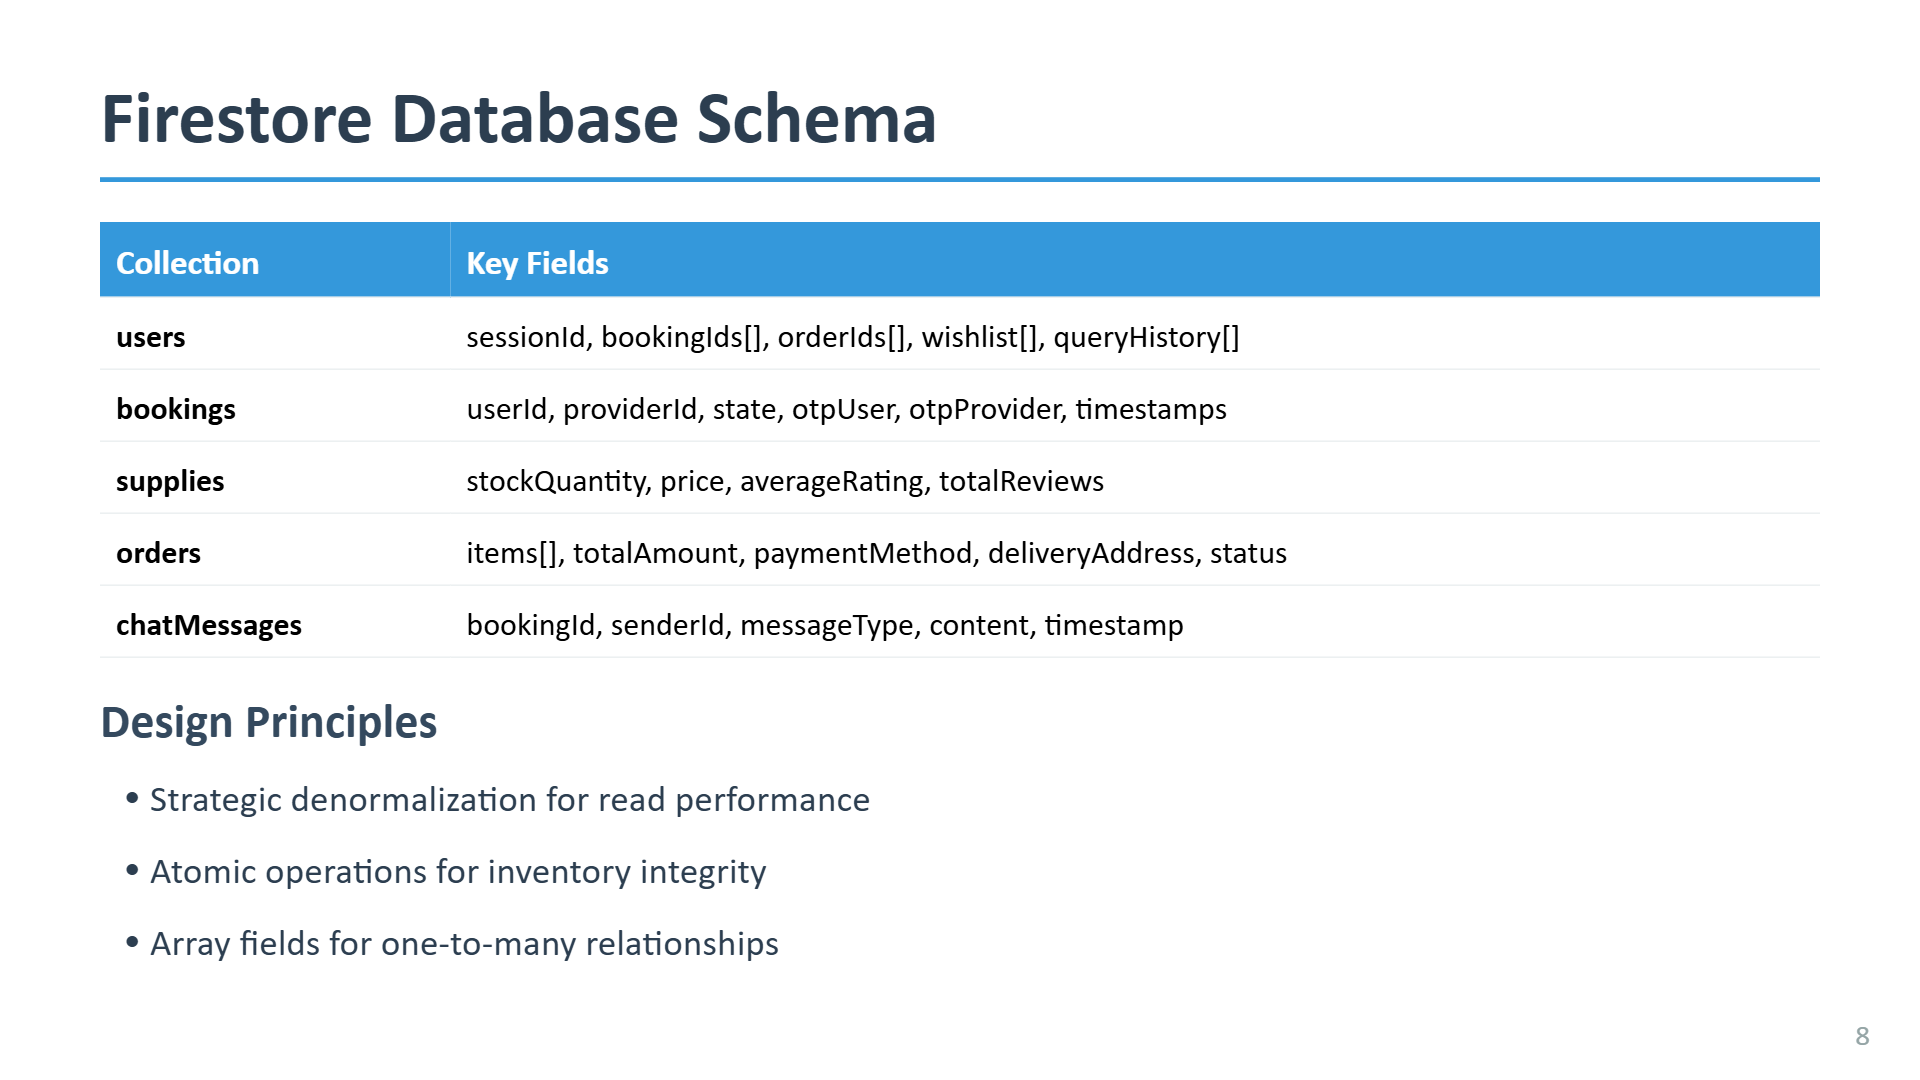 Firestore Database Schema
Collection Key Fields
users sessionId, bookingIds[], orderIds[], wishlist[], queryHistory[]
bookings userId, providerId, state, otpUser, otpProvider, timestamps
supplies stockQuantity, price, averageRating, totalReviews
orders items[], totalAmount, paymentMethod, deliveryAddress, status
chatMessages bookingId, senderId, messageType, content, timestamp
Design Principles
• Strategic denormalization for read performance
• Atomic operations for inventory integrity
• Array fields for one-to-many relationships
8